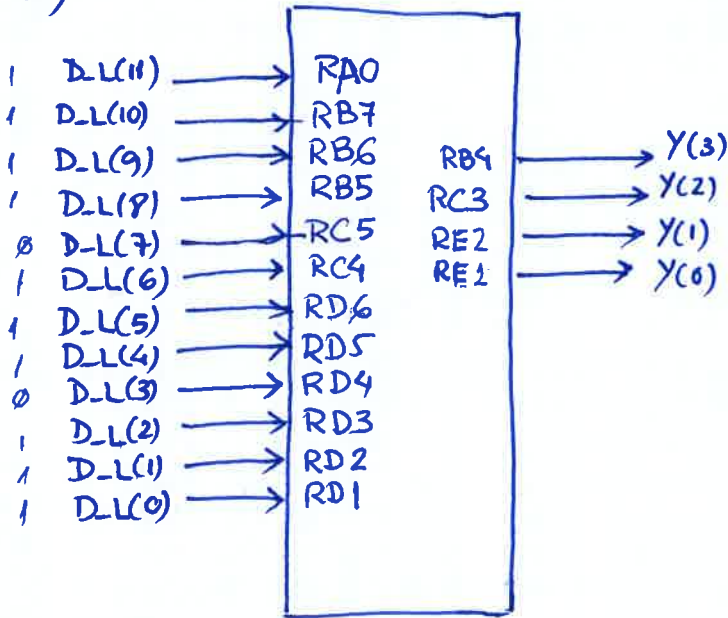 )
1 D_L(11) RA0
1 D_L(10) RB7
1 D_L(9) RB6 RB4 Y(3)
1 D_L(8) RB5 RC3 Y(2)
Ø D_L(7) RC5 RE2 Y(1)
1 D_L(6) RC4 RE1 Y(0)
1 D_L(5) RD6
1 D_L(4) RD5
Ø D_L(3) RD4
1 D_L(2) RD3
1 D_L(1) RD2
1 D_L(0) RD1